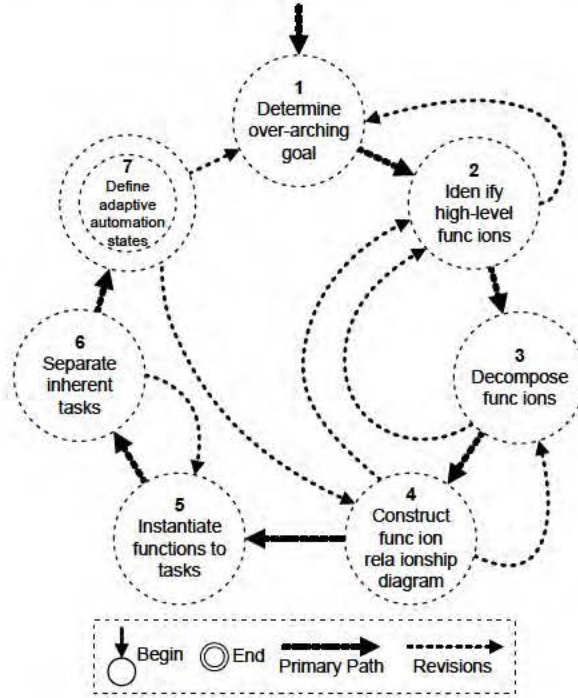 1
Determine
over-arching
goal
2
Iden ify
high-level
func ions
3
Decompose
func ions
4
Construct
func ion
rela ionship
diagram
5
Instantiate
functions to
tasks
6
Separate
inherent
tasks
7
Define
adaptive
automation
states
Begin
End
Primary Path
Revisions